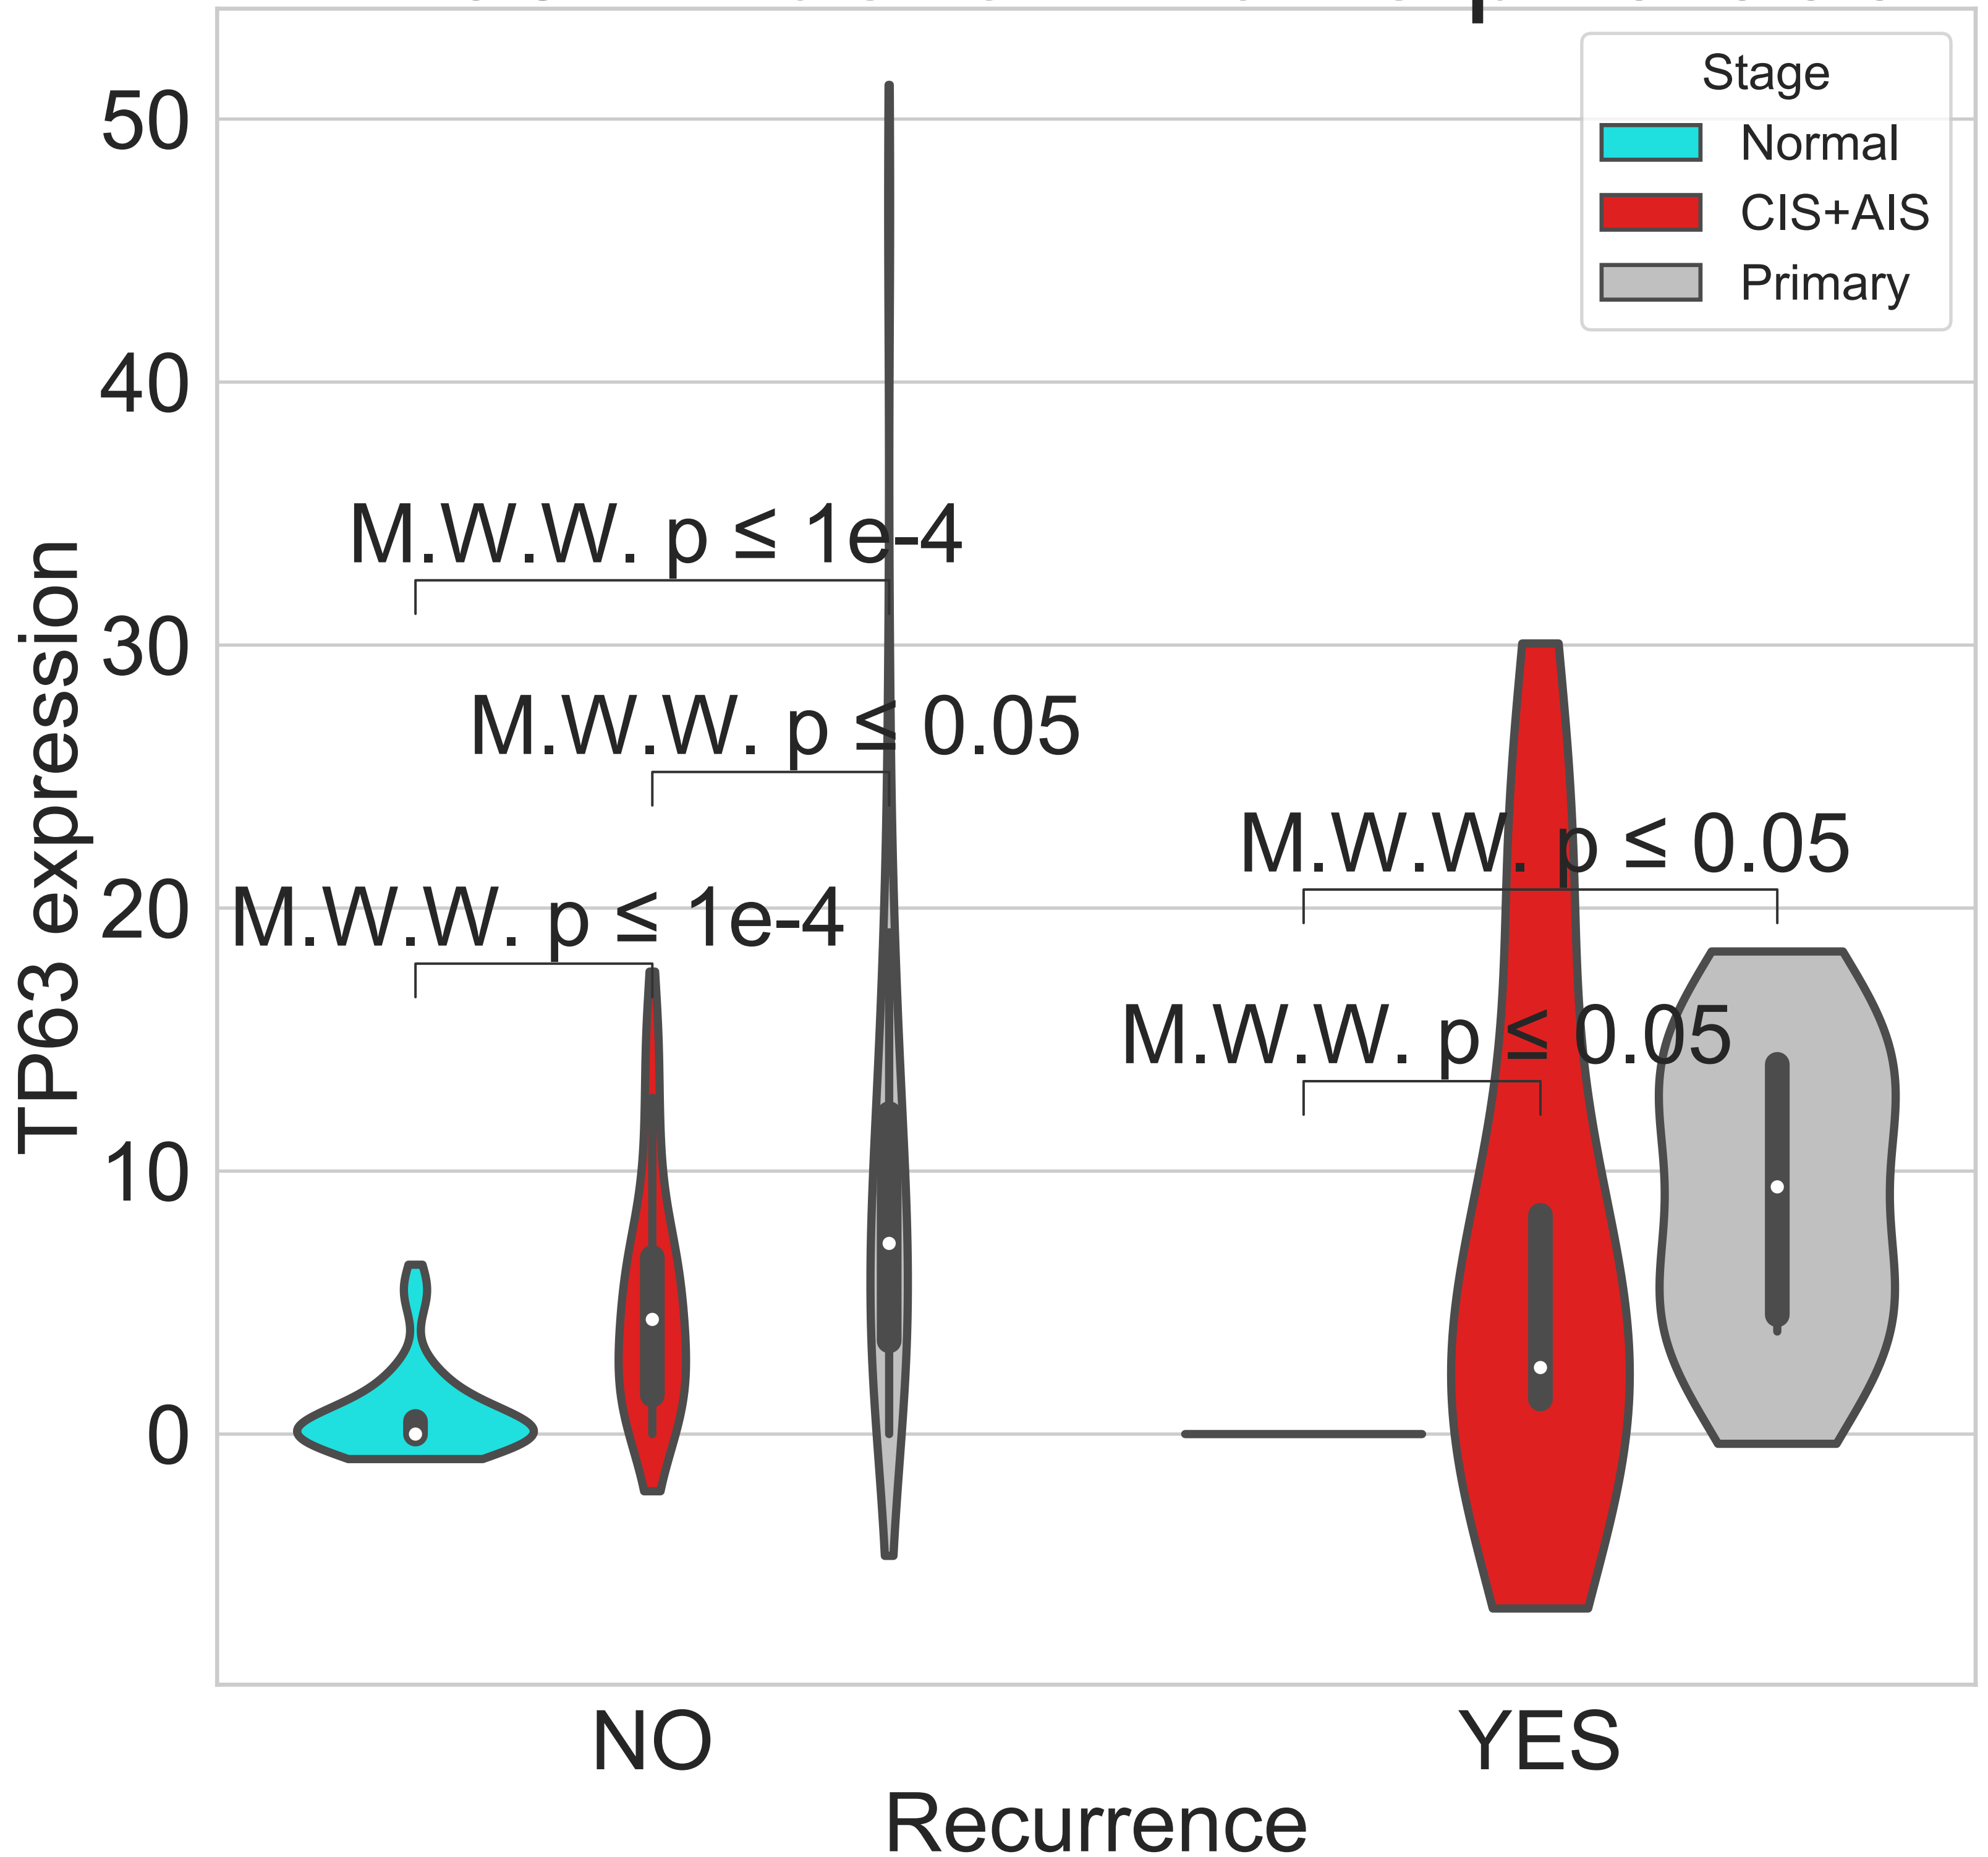 Stage
Normal
CIS+AIS
Primary
50
40
30
20
10
0
TP63 expression
M.W.W. p ≤ 1e-4
M.W.W. p ≤ 0.05
M.W.W. p ≤ 1e-4
M.W.W. p ≤ 0.05
M.W.W. p ≤ 0.05
NO
YES
Recurrence